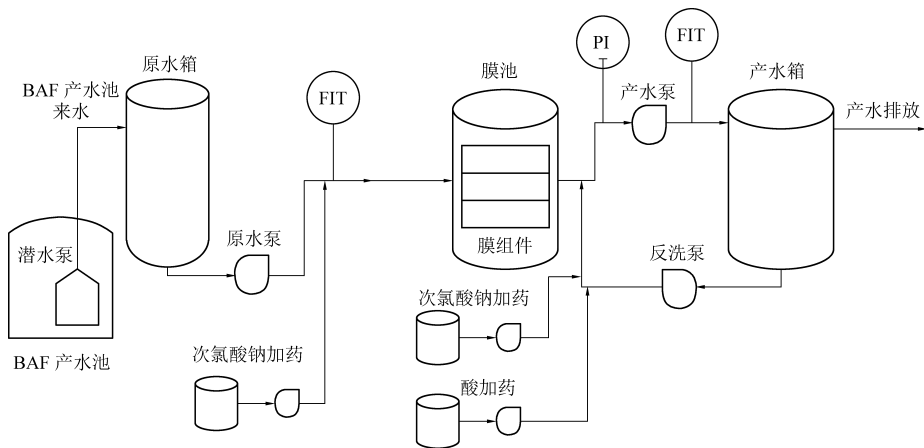 BAF 产水池
来水
原水箱
FIT
膜池
PI
FIT
产水泵
产水箱
产水排放
潜水泵
原水泵
膜组件
反洗泵
BAF 产水池
次氯酸钠加药
次氯酸钠加药
酸加药